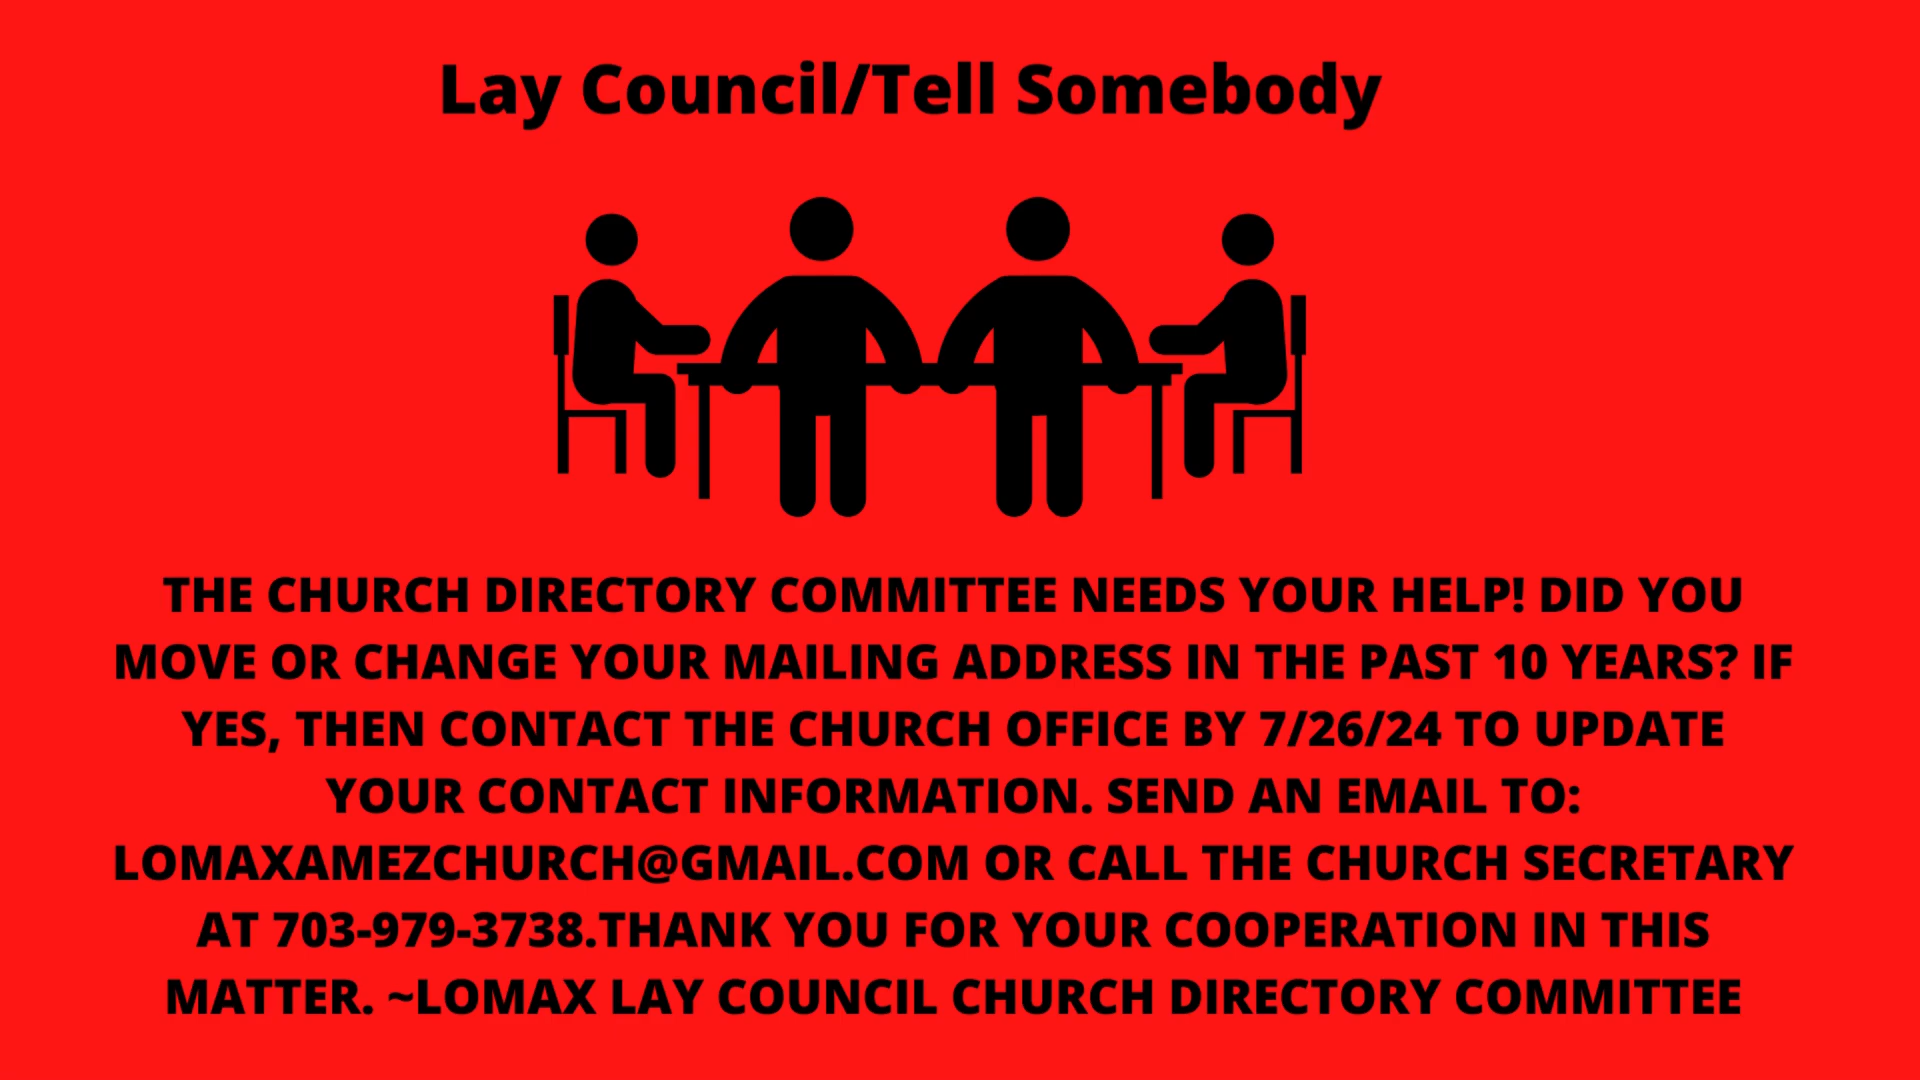 Lay Council/Tell Somebody
THE CHURCH DIRECTORY COMMITTEE NEEDS YOUR HELP! DID YOU
MOVE OR CHANGE YOUR MAILING ADDRESS IN THE PAST 10 YEARS? IF
YES, THEN CONTACT THE CHURCH OFFICE BY 7/26/24 TO UPDATE
YOUR CONTACT INFORMATION. SEND AN EMAIL TO:
LOMAXAMEZCHURCH@GMAIL.COM OR CALL THE CHURCH SECRETARY
AT 703-979-3738.THANK YOU FOR YOUR COOPERATION IN THIS
MATTER. ~LOMAX LAY COUNCIL CHURCH DIRECTORY COMMITTEE